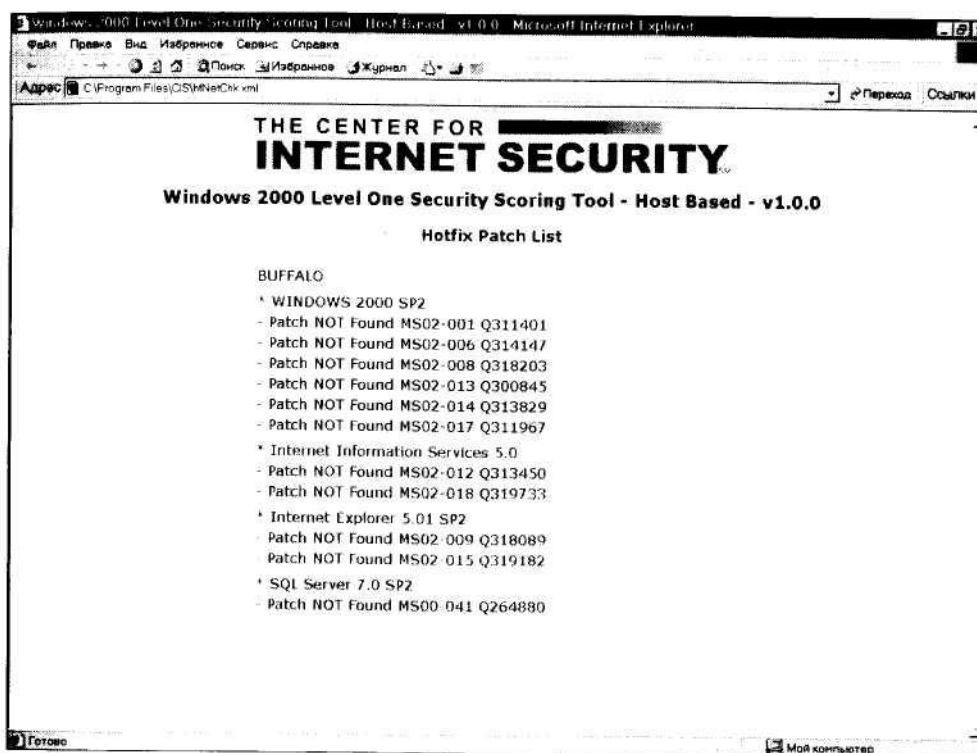 Windows 2000 Level One Security Scoring Tool - Host Based - v1.0.0 - Microsoft Internet Explorer
Файл Правка Вид Избранное Сервис Справка
Поиск Избранное Журнал
Адрес C:\Program Files\CIS\hfNetChk.xml Переход Ссылки
THE CENTER FOR
INTERNET SECURITY
Windows 2000 Level One Security Scoring Tool - Host Based - v1.0.0
Hotfix Patch List
BUFFALO
* WINDOWS 2000 SP2
- Patch NOT Found MS02-001 Q311401
- Patch NOT Found MS02-006 Q314147
- Patch NOT Found MS02-008 Q318203
- Patch NOT Found MS02-013 Q300845
- Patch NOT Found MS02-014 Q313829
- Patch NOT Found MS02-017 Q311967
* Internet Information Services 5.0
- Patch NOT Found MS02-012 Q313450
- Patch NOT Found MS02-018 Q319733
* Internet Explorer 5.01 SP2
- Patch NOT Found MS02-009 Q318089
Patch NOT Found MS02-015 Q319182
* SQL Server 7.0 SP2
- Patch NOT Found MS00-041 Q264880
Готово
Мой компьютер